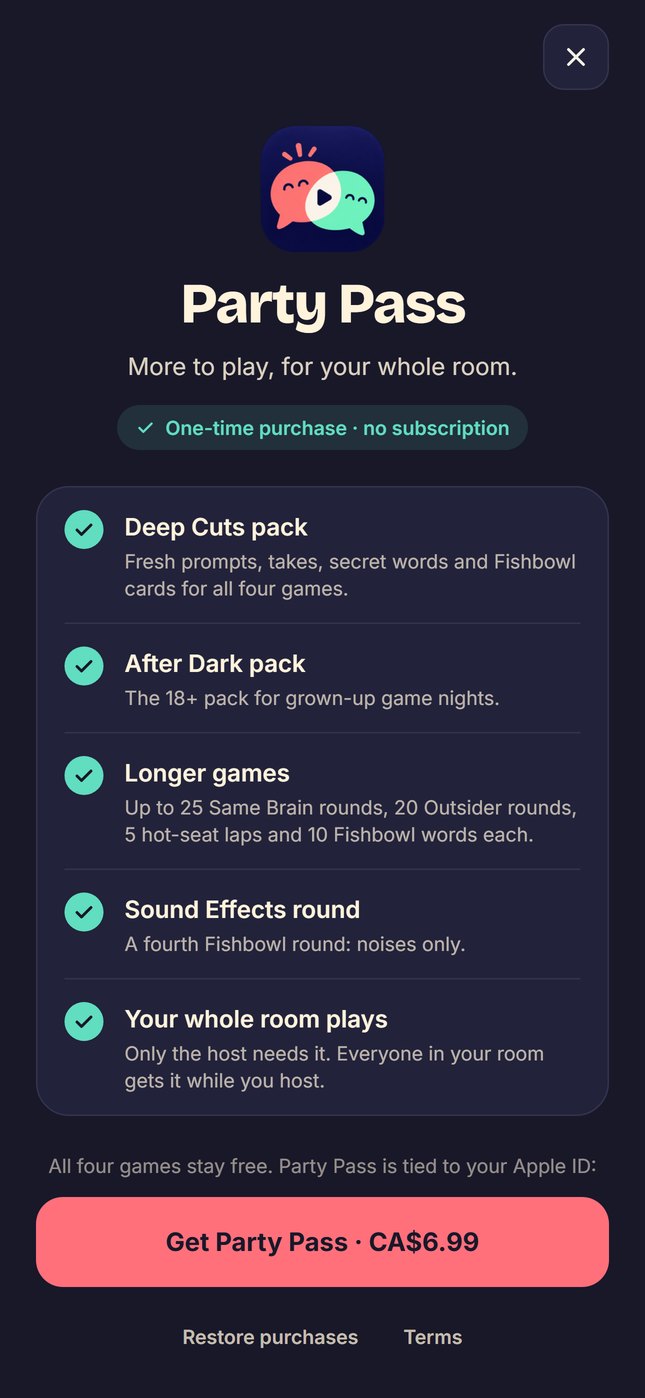 Party Pass
More to play, for your whole room.
One-time purchase · no subscription
Deep Cuts pack
Fresh prompts, takes, secret words and Fishbowl
cards for all four games.
After Dark pack
The 18+ pack for grown-up game nights.
Longer games
Up to 25 Same Brain rounds, 20 Outsider rounds,
5 hot-seat laps and 10 Fishbowl words each.
Sound Effects round
A fourth Fishbowl round: noises only.
Your whole room plays
Only the host needs it. Everyone in your room
gets it while you host.
All four games stay free. Party Pass is tied to your Apple ID:
Get Party Pass · CA$6.99
Restore purchases
Terms